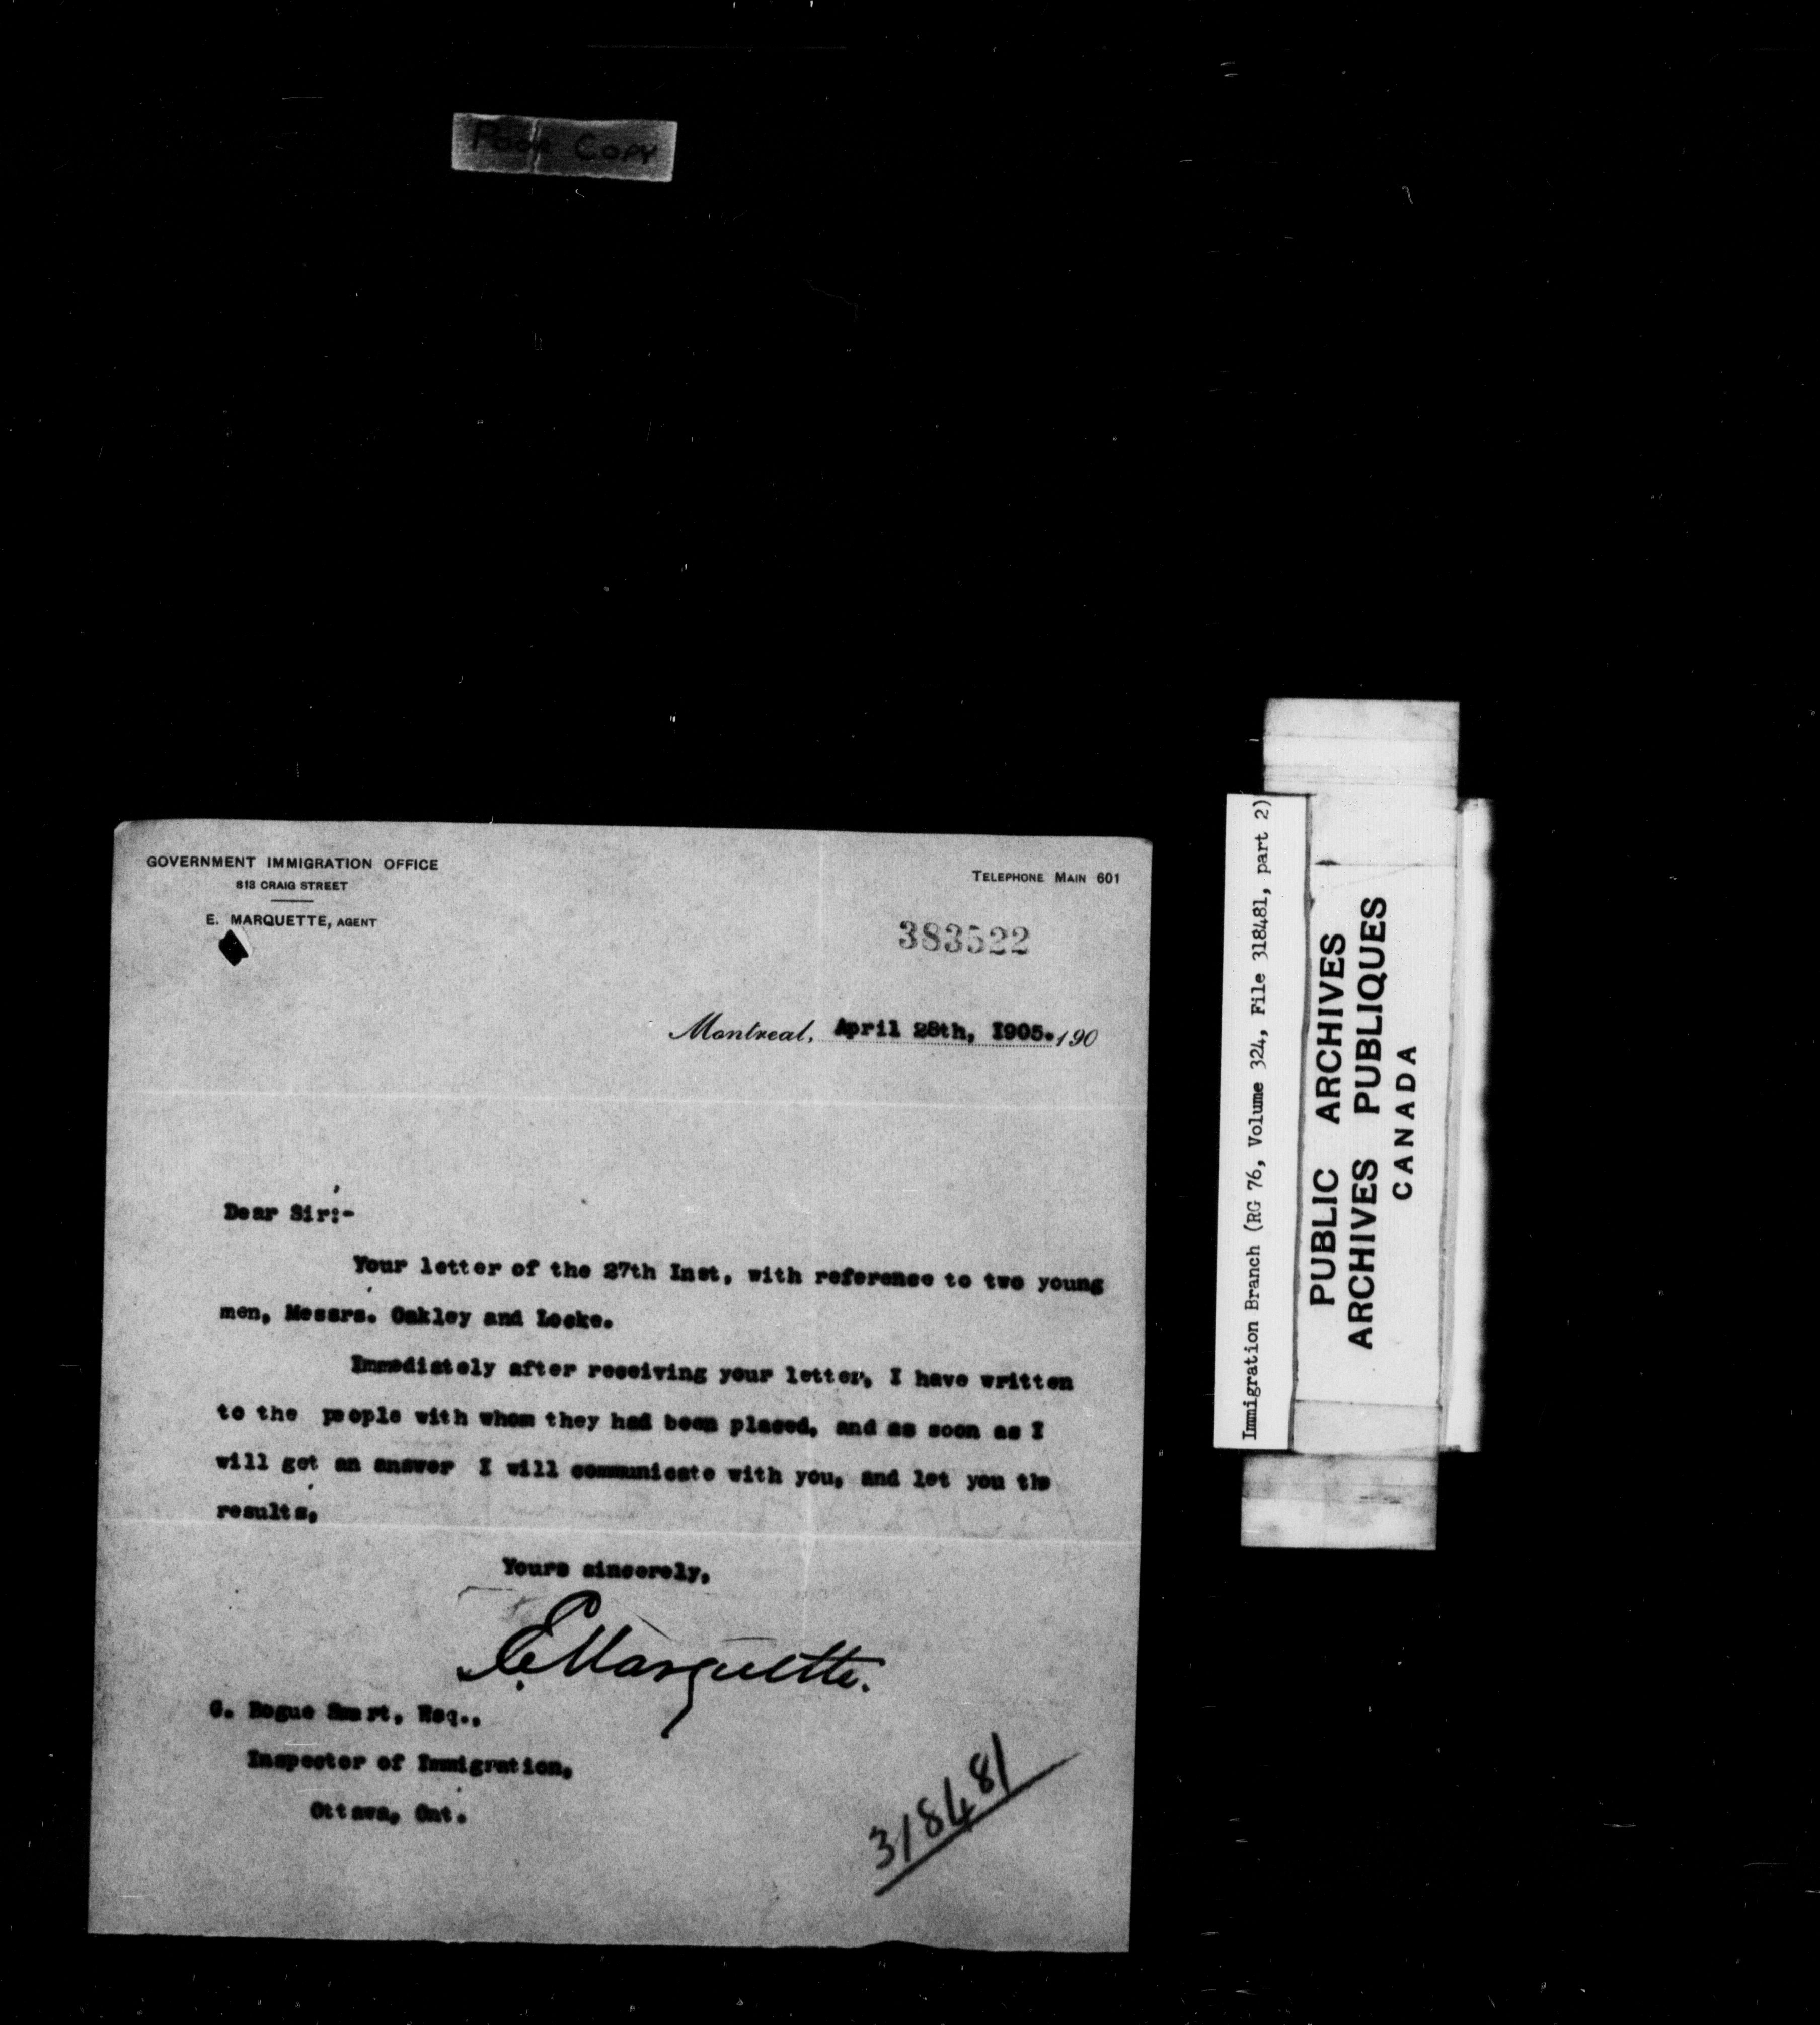 Poor Copy
GOVERNMENT IMMIGRATION OFFICE
813 CRAIG STREET
E. MARQUETTE, AGENT
TELEPHONE MAIN 601
383522
Montreal, April 28th, 1905. 190
Dear Sir:-
Your letter of the 27th Inst, with reference to two young
men, Messrs. Oakley and Locke.
Immediately after receiving your letter, I have written
to the people with whom they had been placed, and as soon as I
will get an answer I will communicate with you, and let you the
results.
Yours sincerely,
E Marquette.
G. Bogue Smart, Esq.,
Inspector of Immigration,
Ottawa, Ont.
318481
Immigration Branch (RG 76, Volume 324, File 318481, part 2)
PUBLIC ARCHIVES
ARCHIVES PUBLIQUES
CANADA